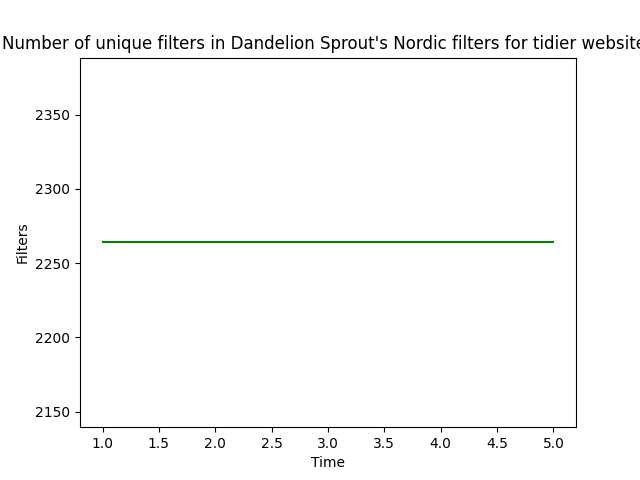 Number of unique filters in Dandelion Sprout's Nordic filters for tidier website
2350
2300
2250
2200
2150
Filters
1.0 1.5 2.0 2.5 3.0 3.5 4.0 4.5 5.0
Time